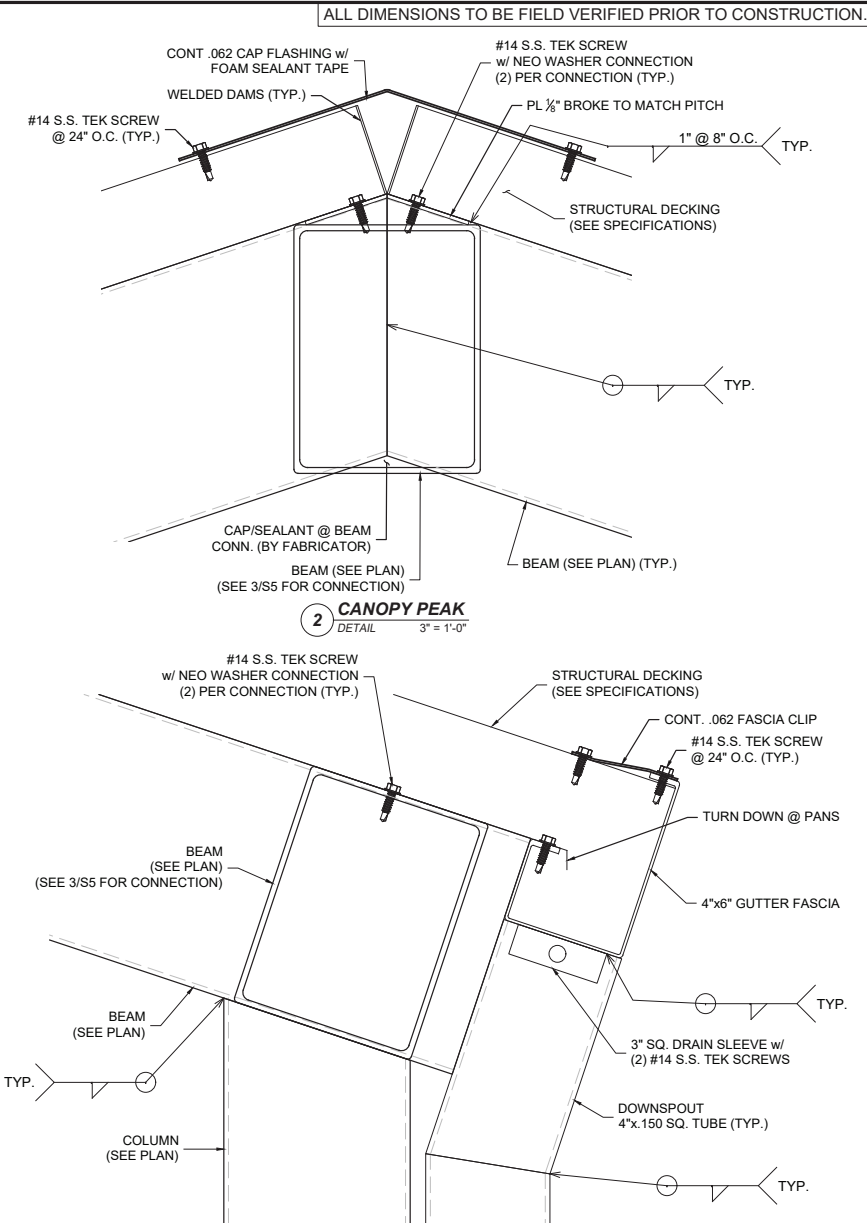 ALL DIMENSIONS TO BE FIELD VERIFIED PRIOR TO CONSTRUCTION.
CONT .062 CAP FLASHING w/
FOAM SEALANT TAPE
#14 S.S. TEK SCREW
w/ NEO WASHER CONNECTION
(2) PER CONNECTION (TYP.)
WELDED DAMS (TYP.)
PL ⅛" BROKE TO MATCH PITCH
#14 S.S. TEK SCREW
@ 24" O.C. (TYP.)
1" @ 8" O.C.
TYP.
STRUCTURAL DECKING
(SEE SPECIFICATIONS)
TYP.
CAP/SEALANT @ BEAM
CONN. (BY FABRICATOR)
BEAM (SEE PLAN)
(SEE 3/S5 FOR CONNECTION)
BEAM (SEE PLAN) (TYP.)
2
CANOPY PEAK
DETAIL 3" = 1'-0"
#14 S.S. TEK SCREW
w/ NEO WASHER CONNECTION
(2) PER CONNECTION (TYP.)
STRUCTURAL DECKING
(SEE SPECIFICATIONS)
CONT. .062 FASCIA CLIP
#14 S.S. TEK SCREW
@ 24" O.C. (TYP.)
TURN DOWN @ PANS
BEAM
(SEE PLAN)
(SEE 3/S5 FOR CONNECTION)
4"x6" GUTTER FASCIA
TYP.
BEAM
(SEE PLAN)
3" SQ. DRAIN SLEEVE w/
(2) #14 S.S. TEK SCREWS
TYP.
DOWNSPOUT
4"x.150 SQ. TUBE (TYP.)
COLUMN
(SEE PLAN)
TYP.